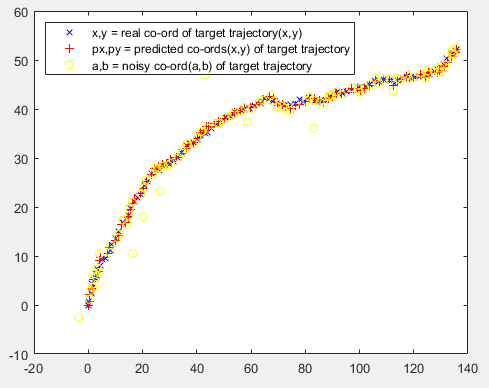 60
50
40
30
20
10
0
-10
x,y = real co-ord of target trajectory(x,y)
px,py = predicted co-ords(x,y) of target trajectory
a,b = noisy co-ord(a,b) of target trajectory
-20 0 20 40 60 80 100 120 140